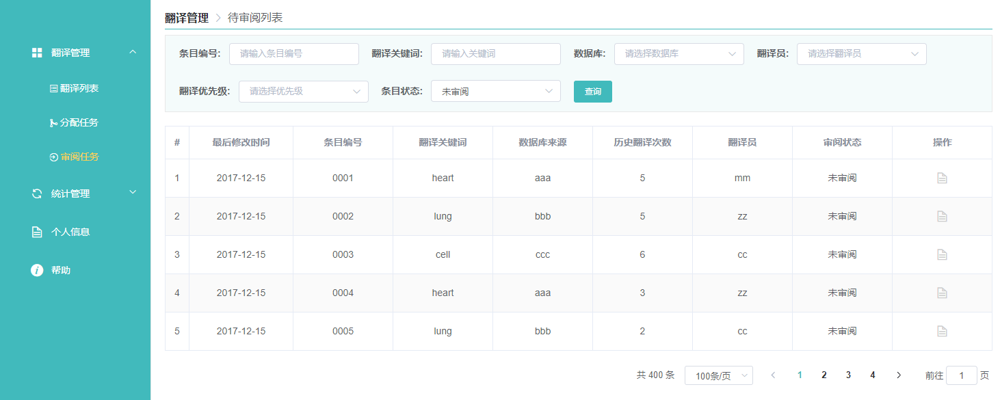 翻译管理
翻译列表
分配任务
审阅任务
统计管理
个人信息
帮助
翻译管理 > 待审阅列表
条目编号: 请输入条目编号 翻译关键词: 请输入关键词 数据库: 请选择数据库 翻译员: 请选择翻译员
翻译优先级: 请选择优先级 条目状态: 未审阅 查询
# 最后修改时间 条目编号 翻译关键词 数据库来源 历史翻译次数 翻译员 审阅状态 操作
1 2017-12-15 0001 heart aaa 5 mm 未审阅
2 2017-12-15 0002 lung bbb 5 zz 未审阅
3 2017-12-15 0003 cell ccc 6 cc 未审阅
4 2017-12-15 0004 heart aaa 3 zz 未审阅
5 2017-12-15 0005 lung bbb 2 cc 未审阅
共 400 条 100条/页 < 1 2 3 4 > 前往 1 页